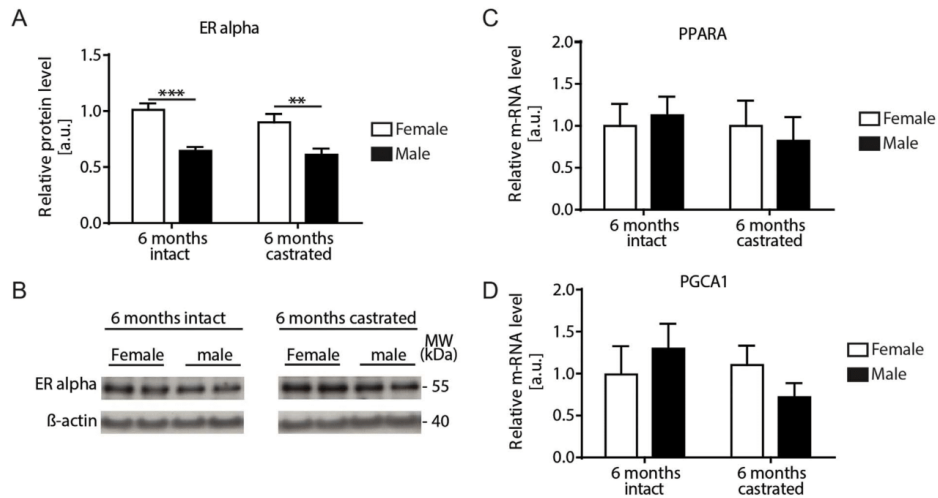 A
ER alpha
Relative protein level
[a.u.]
1.5
1.0
0.5
0.0
***
**
6 months
intact
6 months
castrated
Female
Male
B
6 months intact
6 months castrated
MW
(kDa)
Female
male
Female
male
ER alpha
- 55
ß-actin
- 40
C
PPARA
Relative m-RNA level
[a.u.]
2.0
1.5
1.0
0.5
0.0
6 months
intact
6 months
castrated
Female
Male
D
PGCA1
Relative m-RNA level
[a.u.]
2.0
1.5
1.0
0.5
0.0
6 months
intact
6 months
castrated
Female
Male